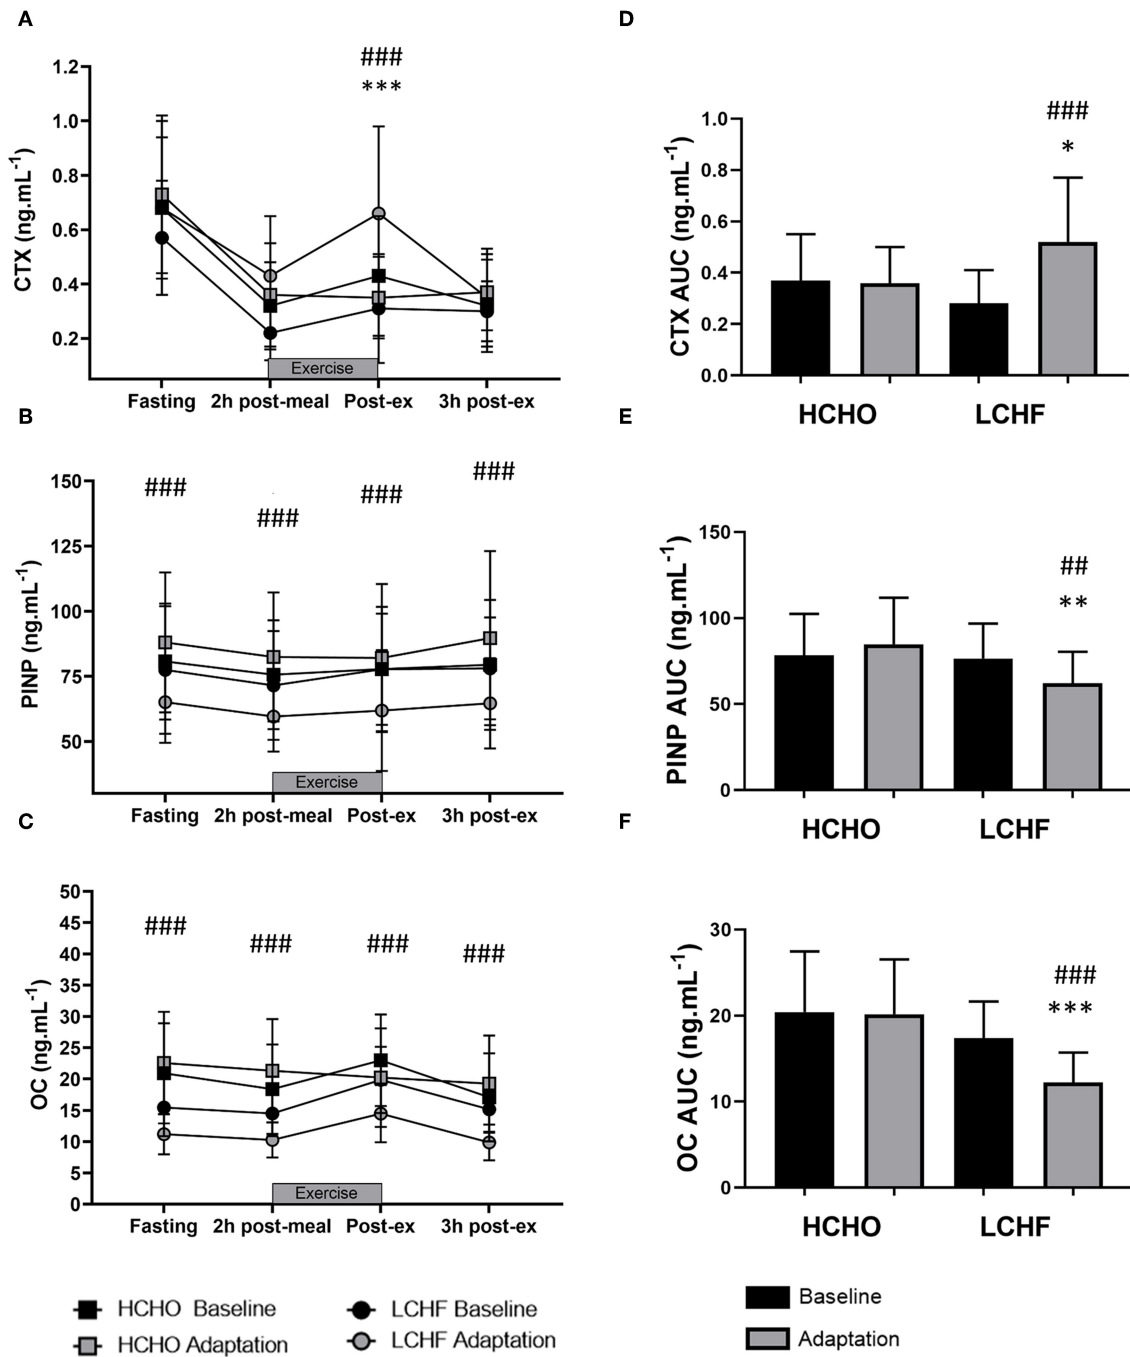 A
CTX (ng.mL-1)
1.2
1.0
0.8
0.6
0.4
0.2
###
***
Exercise
Fasting 2h post-meal Post-ex 3h post-ex
D
CTX AUC (ng.mL-1)
1.0
0.8
0.6
0.4
0.2
0.0
###
*
HCHO LCHF
B
PINP (ng.mL-1)
150
125
100
75
50
### ### ### ###
Exercise
Fasting 2h post-meal Post-ex 3h post-ex
E
PINP AUC (ng.mL-1)
150
100
50
0
##
**
HCHO LCHF
C
OC (ng.mL-1)
50
45
40
35
30
25
20
15
10
5
0
### ### ### ###
Exercise
Fasting 2h post-meal Post-ex 3h post-ex
F
OC AUC (ng.mL-1)
30
20
10
0
###
***
HCHO LCHF
HCHO Baseline
HCHO Adaptation
LCHF Baseline
LCHF Adaptation
Baseline
Adaptation